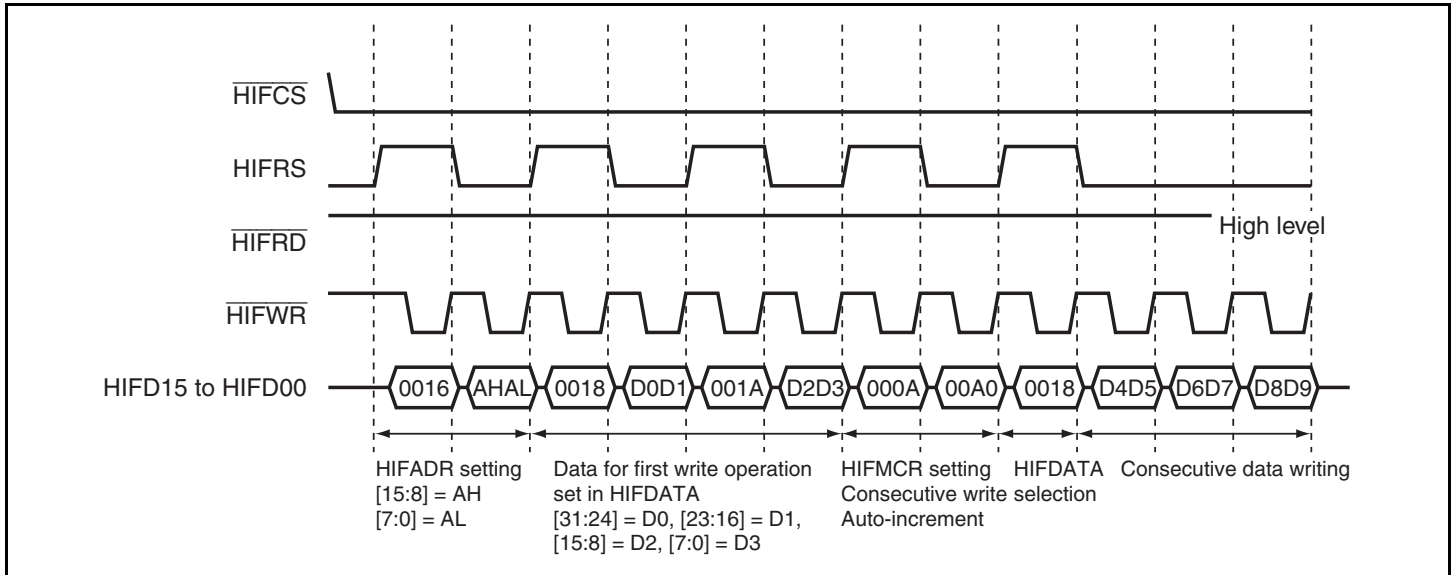 HIFCS
HIFRS
HIFRD
High level
HIFWR
HIFD15 to HIFD00
0016 AHAL 0018 D0D1 001A D2D3 000A 00A0 0018 D4D5 D6D7 D8D9
HIFADR setting
[15:8] = AH
[7:0] = AL
Data for first write operation
set in HIFDATA
[31:24] = D0, [23:16] = D1,
[15:8] = D2, [7:0] = D3
HIFMCR setting
Consecutive write selection
Auto-increment
HIFDATA
Consecutive data writing